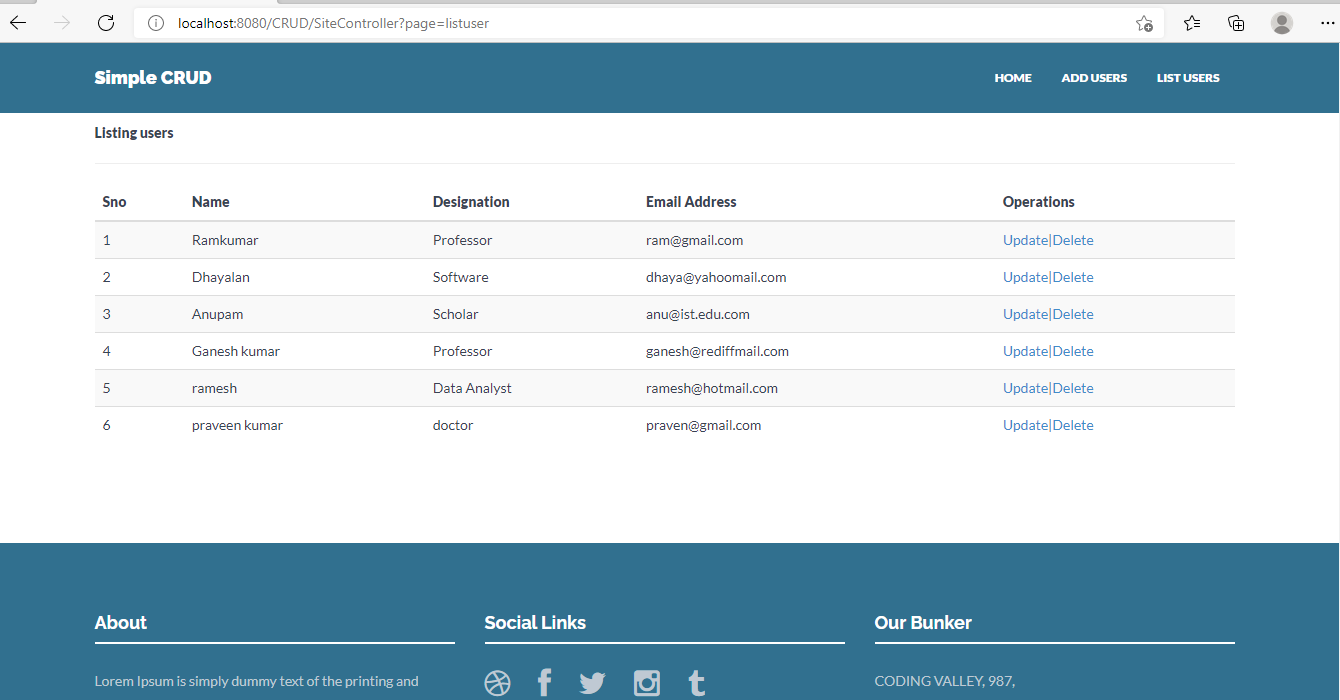 localhost:8080/CRUD/SiteController?page=listuser
Simple CRUD HOME ADD USERS LIST USERS
Listing users
Sno Name Designation Email Address Operations
1 Ramkumar Professor ram@gmail.com Update|Delete
2 Dhayalan Software dhaya@yahoomail.com Update|Delete
3 Anupam Scholar anu@ist.edu.com Update|Delete
4 Ganesh kumar Professor ganesh@rediffmail.com Update|Delete
5 ramesh Data Analyst ramesh@hotmail.com Update|Delete
6 praveen kumar doctor praven@gmail.com Update|Delete
About Social Links Our Bunker
Lorem Ipsum is simply dummy text of the printing and CODING VALLEY, 987,